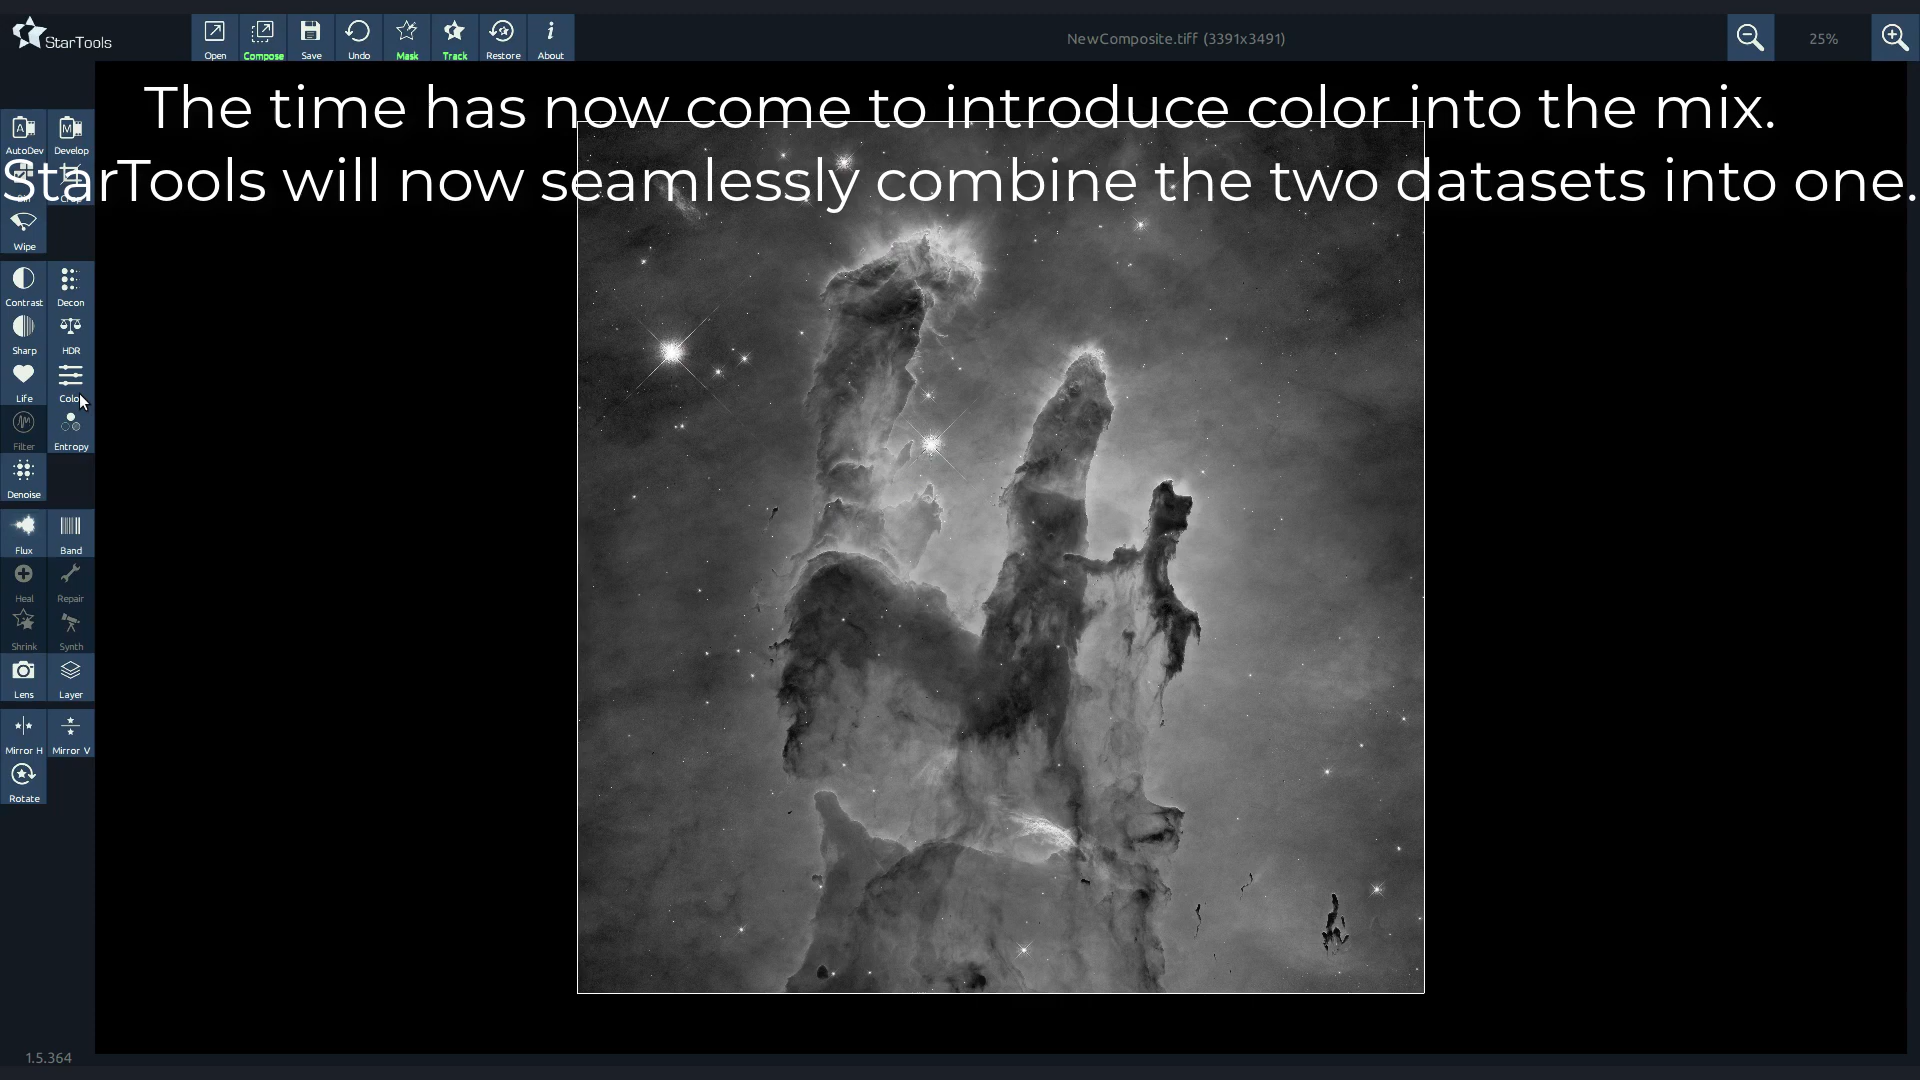 StarTools
Open
Compose
Save
Undo
Mask
Track
Restore
About
NewComposite.tiff (3391x3491)
25%
The time has now come to introduce color into the mix.
StarTools will now seamlessly combine the two datasets into one.
A
AutoDev
M
Develop
Wipe
Contrast
Decon
Sharp
HDR
Life
Filter
Entropy
Denoise
Flux
Band
Heal
Repair
Shrink
Synth
Lens
Layer
Mirror H
Mirror V
Rotate
1.5.364